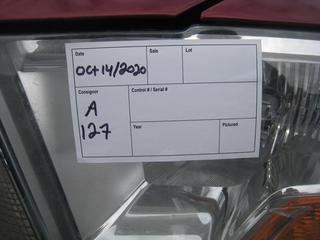 Date Sale Lot
Oct 14/2020
Consignor Control # / Serial #
A
127
Year Pictured